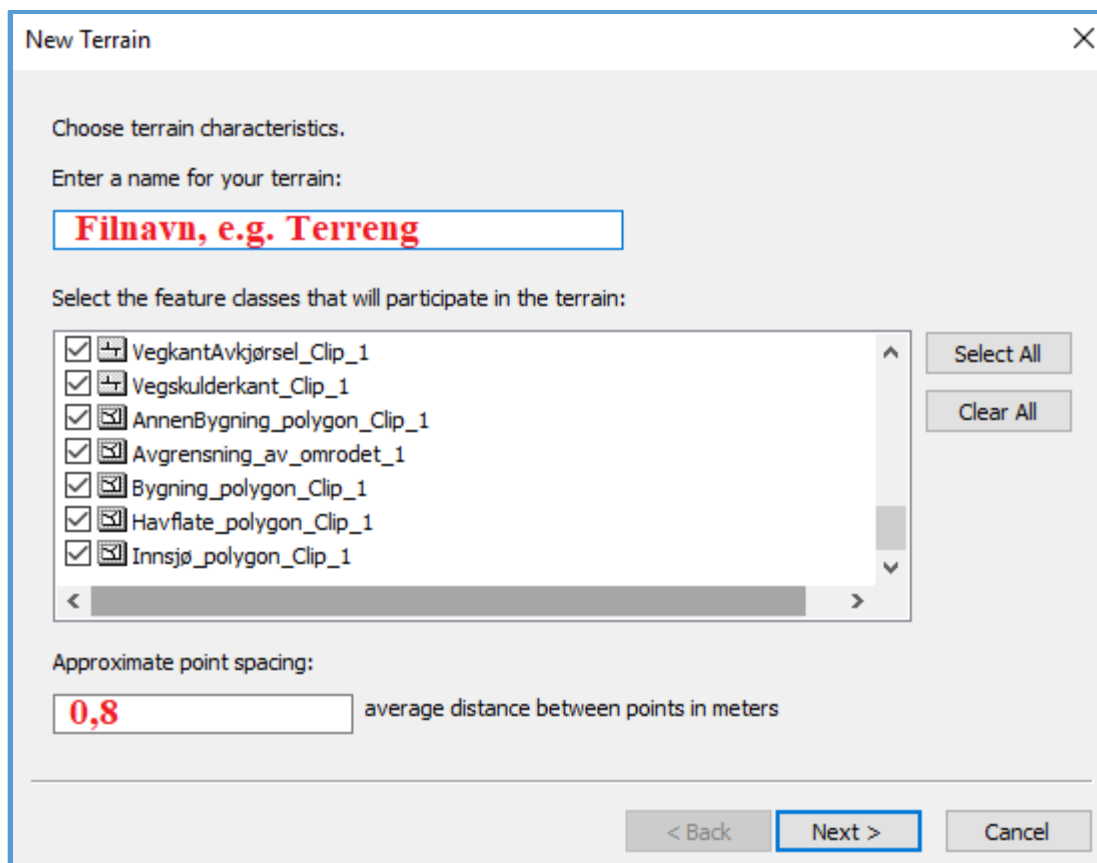 New Terrain
Choose terrain characteristics.
Enter a name for your terrain:
Filnavn, e.g. Terreng
Select the feature classes that will participate in the terrain:
VegkantAvkjørsel_Clip_1
Select All
Vegskulderkant_Clip_1
AnnenBygning_polygon_Clip_1
Clear All
Avgrensning_av_omrodet_1
Bygning_polygon_Clip_1
Havflate_polygon_Clip_1
Innsjø_polygon_Clip_1
Approximate point spacing:
0,8 average distance between points in meters
< Back Next > Cancel